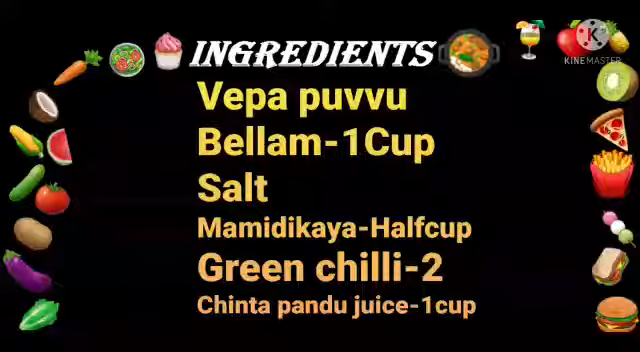 INGREDIENTS
KINEMASTER
Vepa puvvu
Bellam-1Cup
Salt
Mamidikaya-Halfcup
Green chilli-2
Chinta pandu juice-1cup